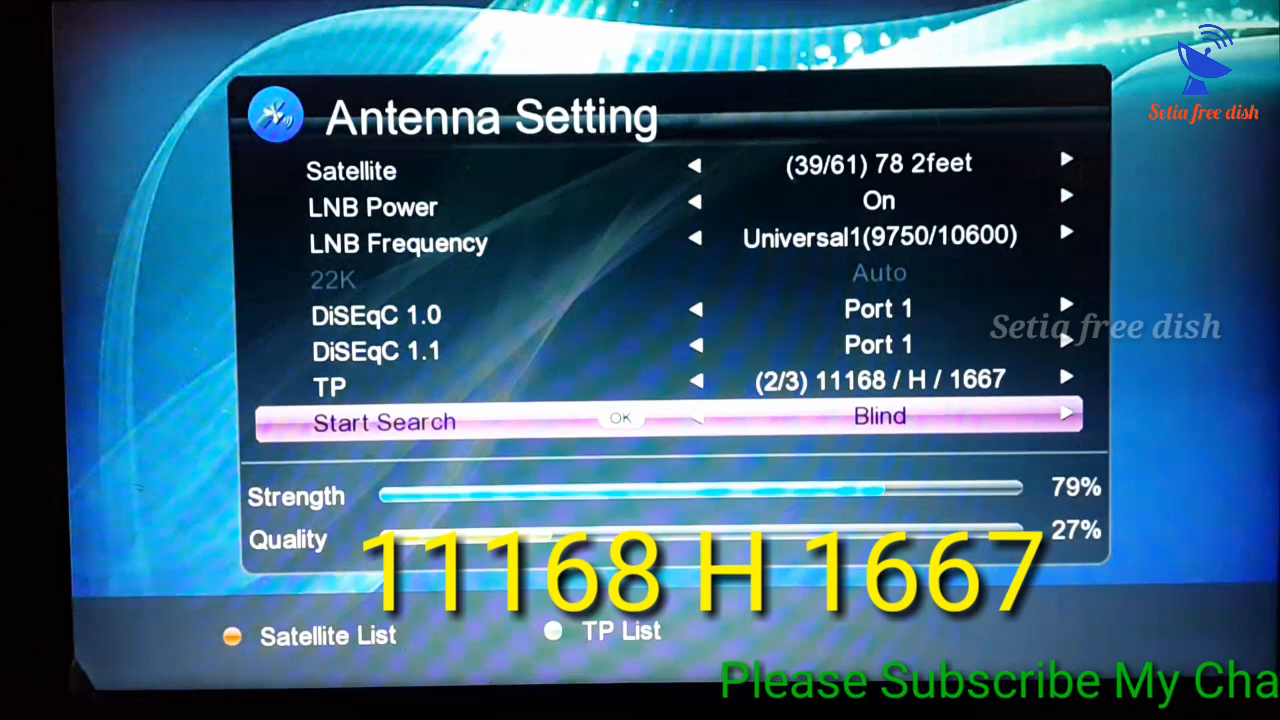 Antenna Setting
Setia free dish
Satellite (39/61) 78 2feet
LNB Power On
LNB Frequency Universal1(9750/10600)
22K Auto
DiSEqC 1.0 Port 1
Setia free dish
DiSEqC 1.1 Port 1
TP (2/3) 11168 / H / 1667
Start Search OK Blind
Strength 79%
Quality 27%
11168 H 1667
Satellite List TP List
Please Subscribe My Cha